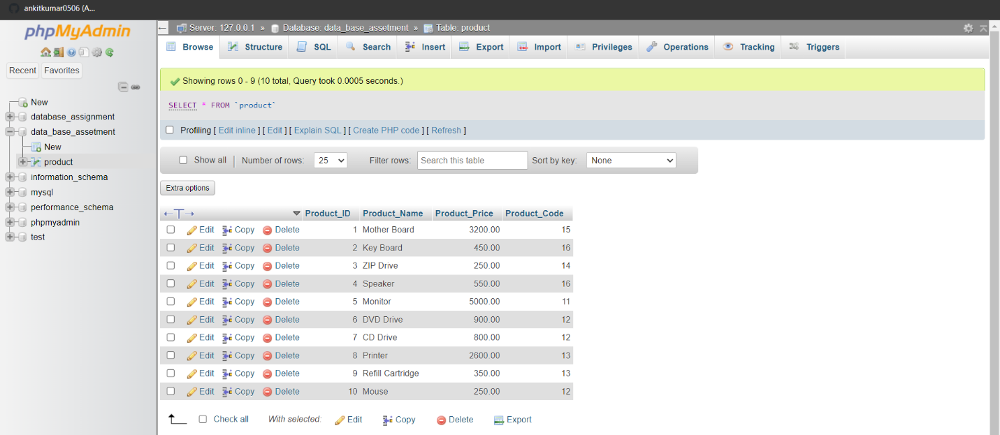 ankitkumar0506 (A...
phpMyAdmin
Recent Favorites
New
database_assignment
data_base_assetment
New
product
information_schema
mysql
performance_schema
phpmyadmin
test
Server: 127.0.0.1 » Database: data_base_assetment » Table: product
Browse Structure SQL Search Insert Export Import Privileges Operations Tracking Triggers
Showing rows 0 - 9 (10 total, Query took 0.0005 seconds.)
SELECT * FROM `product`
Profiling [ Edit inline ] [ Edit ] [ Explain SQL ] [ Create PHP code ] [ Refresh ]
Show all Number of rows: 25 Filter rows: Search this table Sort by key: None
Extra options
Product_ID Product_Name Product_Price Product_Code
Edit Copy Delete 1 Mother Board 3200.00 15
Edit Copy Delete 2 Key Board 450.00 16
Edit Copy Delete 3 ZIP Drive 250.00 14
Edit Copy Delete 4 Speaker 550.00 16
Edit Copy Delete 5 Monitor 5000.00 11
Edit Copy Delete 6 DVD Drive 900.00 12
Edit Copy Delete 7 CD Drive 800.00 12
Edit Copy Delete 8 Printer 2600.00 13
Edit Copy Delete 9 Refill Cartridge 350.00 13
Edit Copy Delete 10 Mouse 250.00 12
Check all With selected: Edit Copy Delete Export